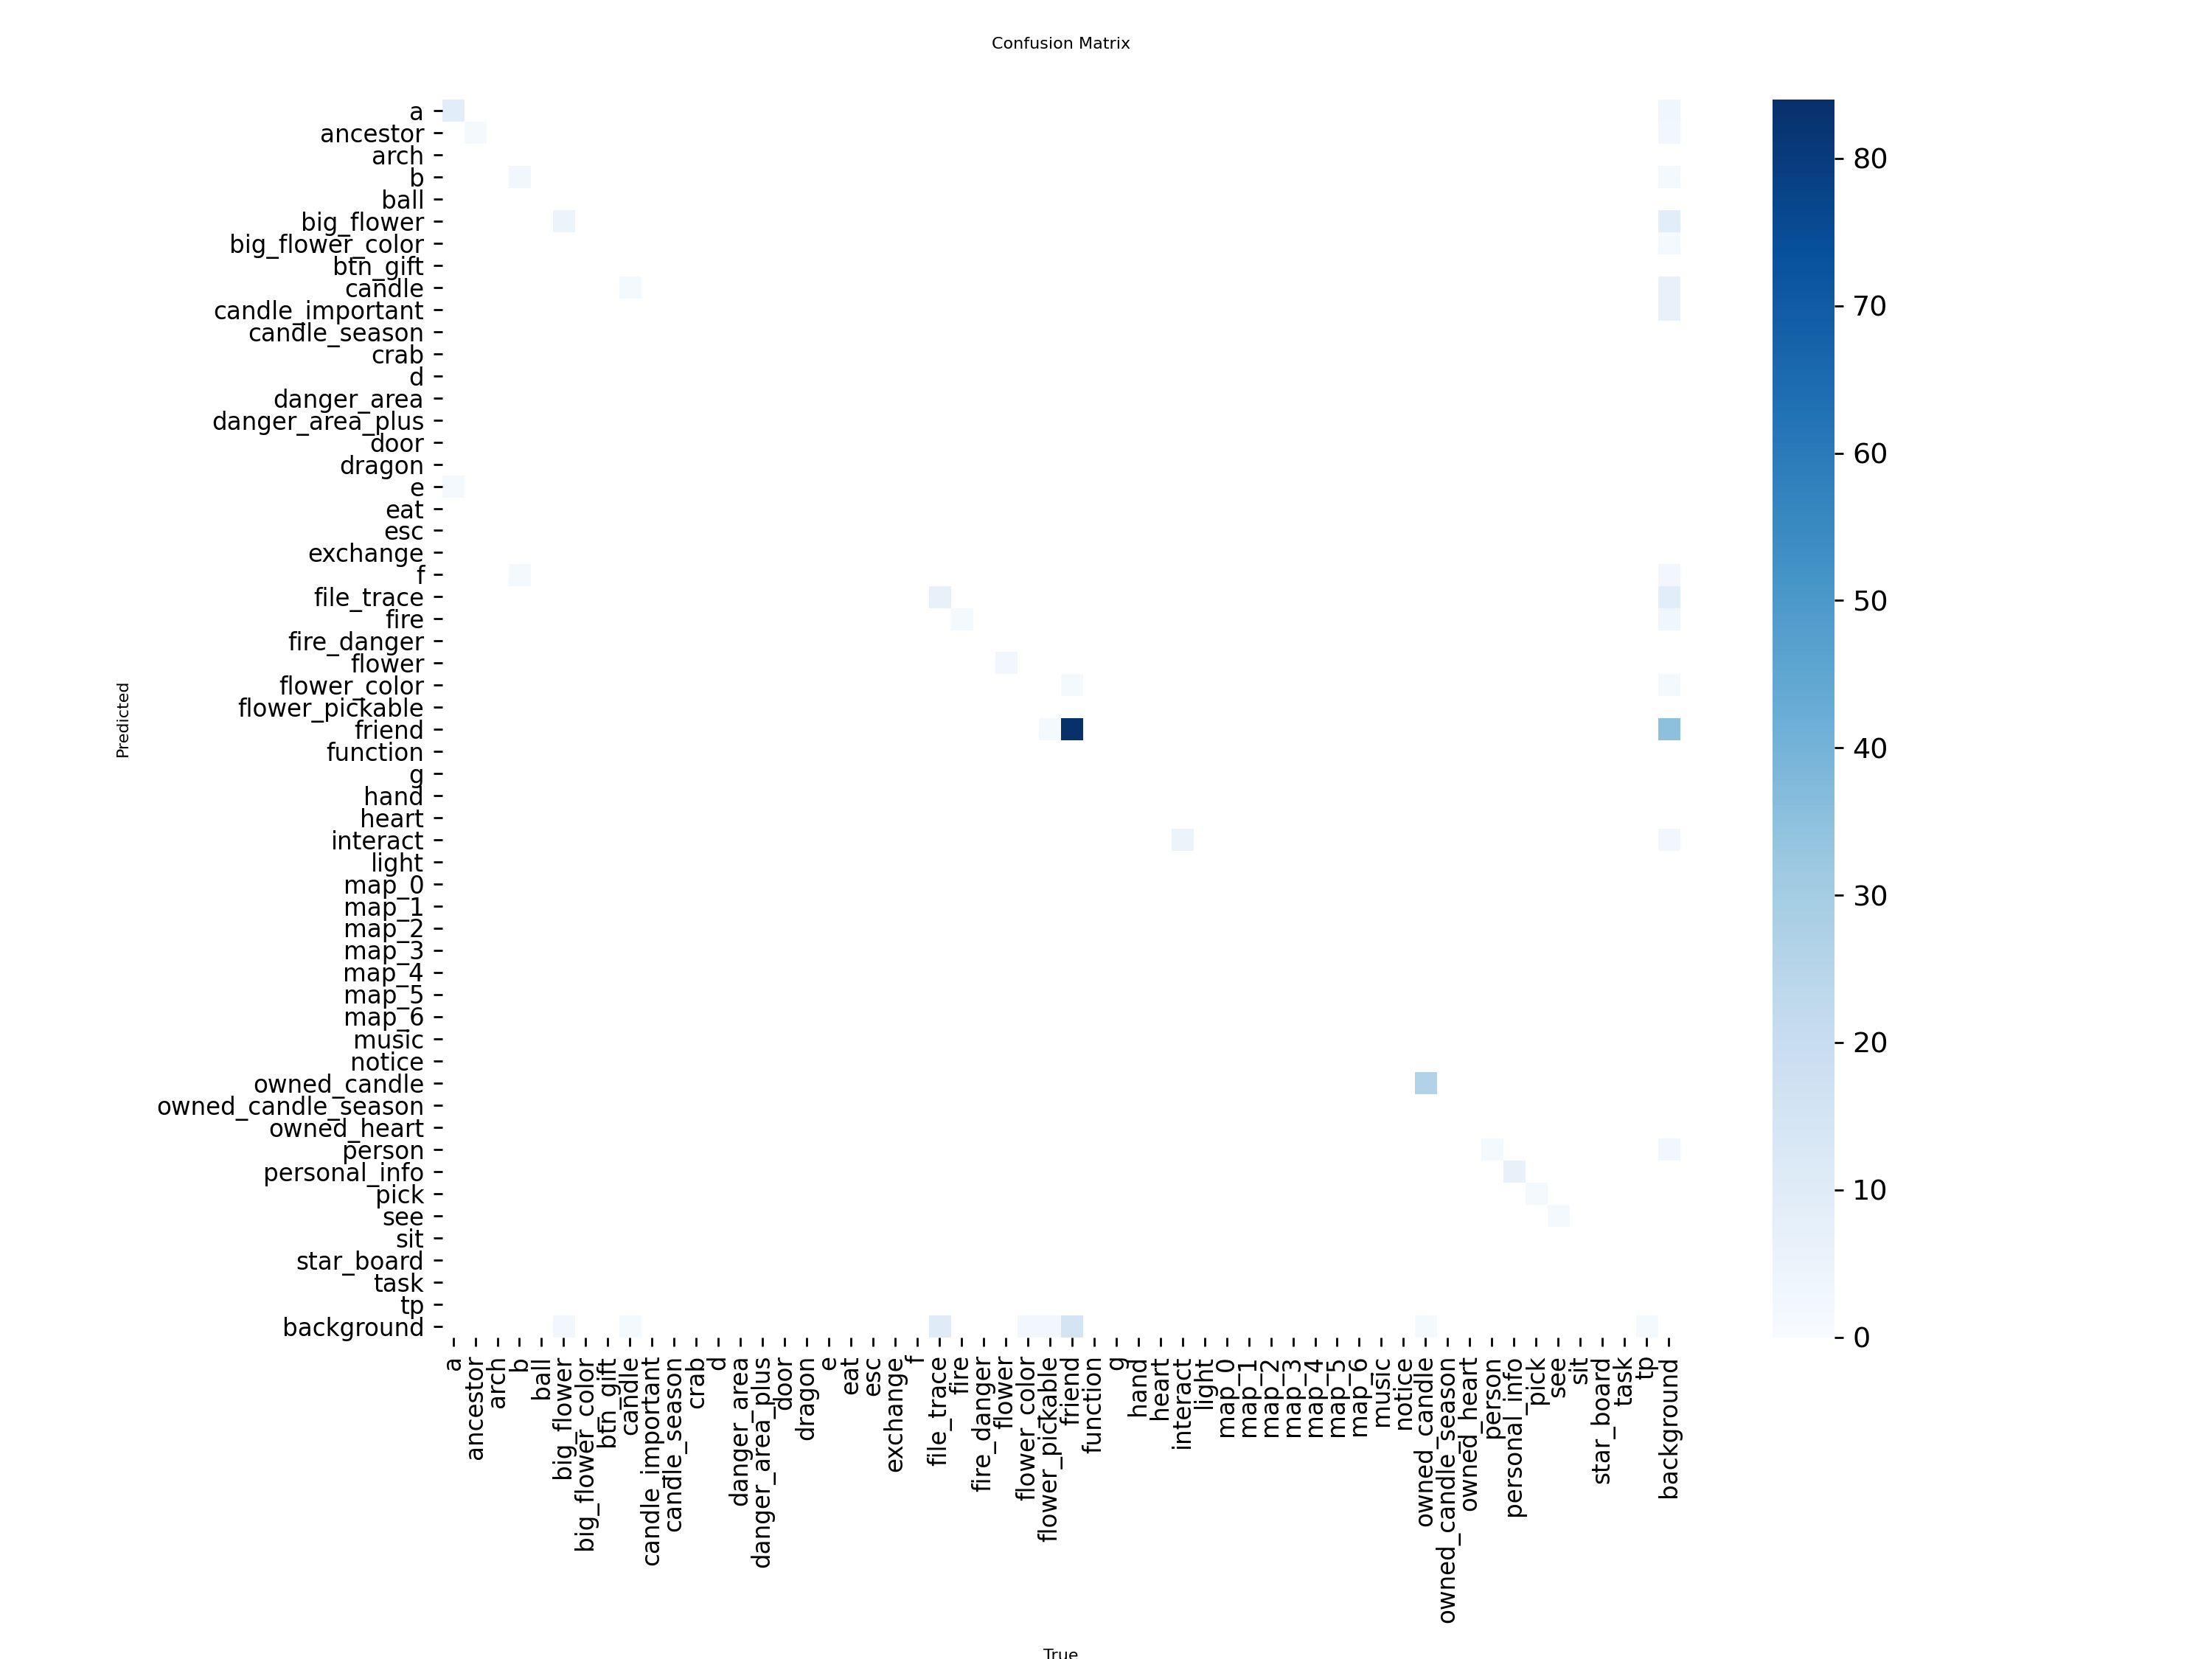 Confusion Matrix
Predicted
a
ancestor
arch
b
ball
big_flower
big_flower_color
btn_gift
candle
candle_important
candle_season
crab
d
danger_area
danger_area_plus
door
dragon
e
eat
esc
exchange
f
file_trace
fire
fire_danger
flower
flower_color
flower_pickable
friend
function
g
hand
heart
interact
light
map_0
map_1
map_2
map_3
map_4
map_5
map_6
music
notice
owned_candle
owned_candle_season
owned_heart
person
personal_info
pick
see
sit
star_board
task
tp
background
a
ancestor
arch
b
ball
big_flower
big_flower_color
btn_gift
candle
candle_important
candle_season
crab
d
danger_area
danger_area_plus
door
dragon
e
eat
esc
exchange
f
file_trace
fire
fire_danger
flower
flower_color
flower_pickable
friend
function
g
hand
heart
interact
light
map_0
map_1
map_2
map_3
map_4
map_5
map_6
music
notice
owned_candle
owned_candle_season
owned_heart
person
personal_info
pick
see
sit
star_board
task
tp
background
True
80
70
60
50
40
30
20
10
0